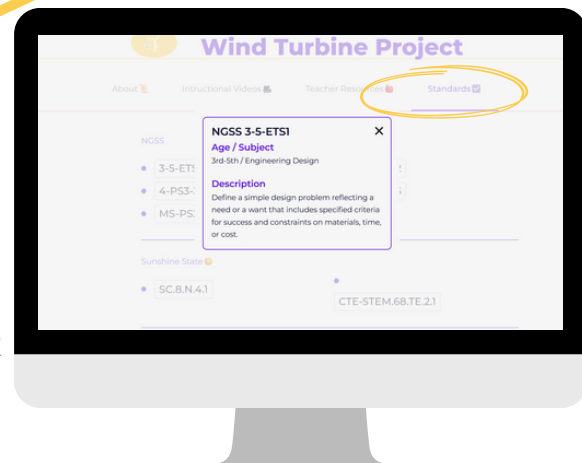 Wind Turbine Project
About
Intructional Videos
Teacher Resources
Standards
NGSS
NGSS 3-5-ETS1
Age / Subject
3rd-5th / Engineering Design
Description
Define a simple design problem reflecting a
need or a want that includes specified criteria
for success and constraints on materials, time,
or cost.
3-5-ETS
4-PS3-
MS-PS
Sunshine State
SC.8.N.4.1
CTE-STEM.68.TE.2.1